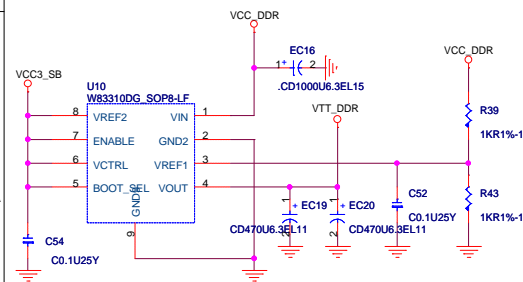 VCC_DDR
EC16
1 + 2
.CD1000U6.3EL15
VCC3_SB
VCC_DDR
U10
W83310DG_SOP8-LF
VTT_DDR
8 VREF2 VIN 1
7 ENABLE GND2 2
6 VCTRL VREF1 3
5 BOOT_SEL VOUT 4
GND9
9
R39
1KR1%-1
R43
1KR1%-1
1 + EC19
2
CD470U6.3EL11
1 + EC20
2
CD470U6.3EL11
C52
C0.1U25Y
C54
C0.1U25Y